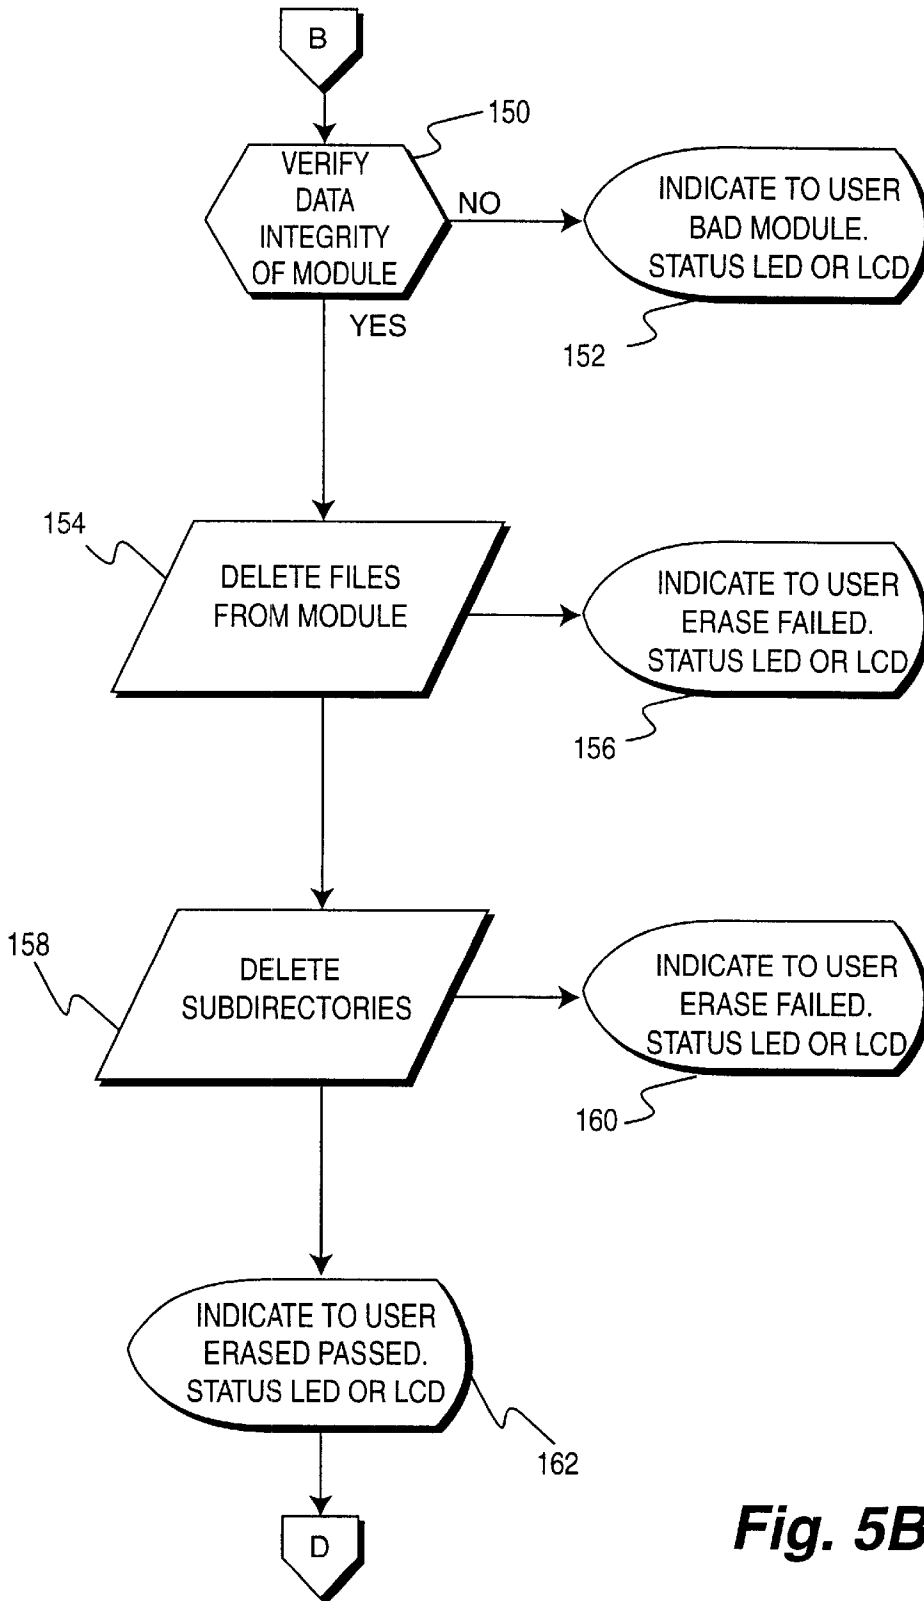 B
150
VERIFY
DATA
INTEGRITY
OF MODULE
NO
INDICATE TO USER
BAD MODULE.
STATUS LED OR LCD
YES
152
154
DELETE FILES
FROM MODULE
INDICATE TO USER
ERASE FAILED.
STATUS LED OR LCD
156
158
DELETE
SUBDIRECTORIES
INDICATE TO USER
ERASE FAILED.
STATUS LED OR LCD
160
INDICATE TO USER
ERASED PASSED.
STATUS LED OR LCD
162
D
Fig. 5B